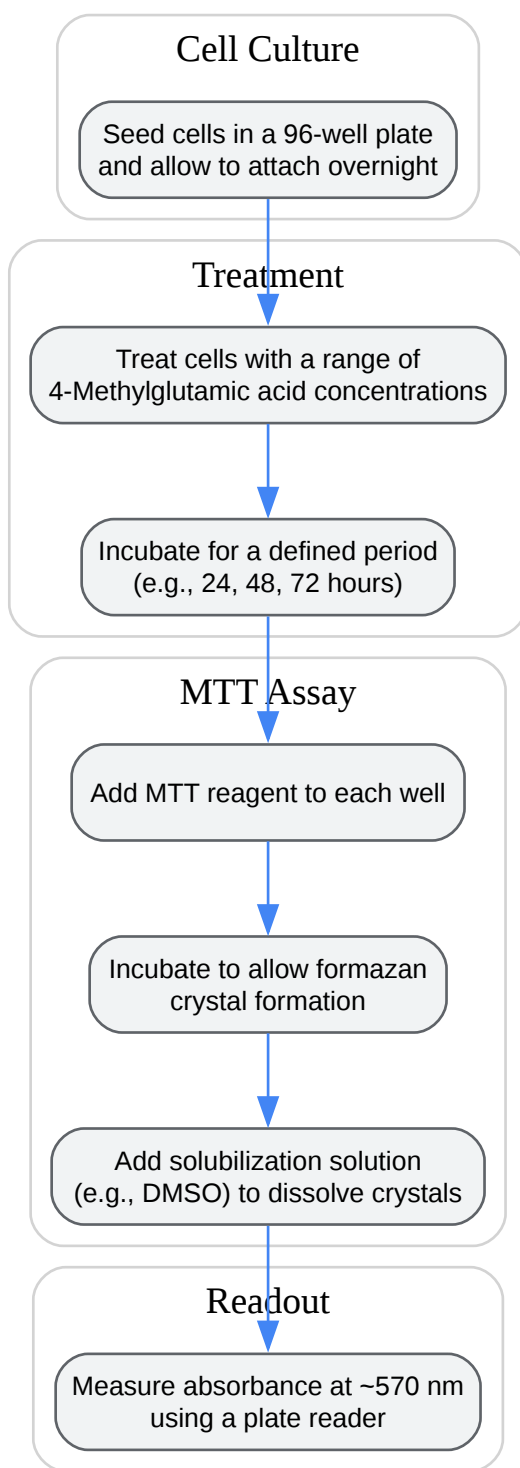 Cell Culture
Seed cells in a 96-well plate
and allow to attach overnight
Treatment
Treat cells with a range of
4-Methylglutamic acid concentrations
Incubate for a defined period
(e.g., 24, 48, 72 hours)
MTT Assay
Add MTT reagent to each well
Incubate to allow formazan
crystal formation
Add solubilization solution
(e.g., DMSO) to dissolve crystals
Readout
Measure absorbance at ~570 nm
using a plate reader